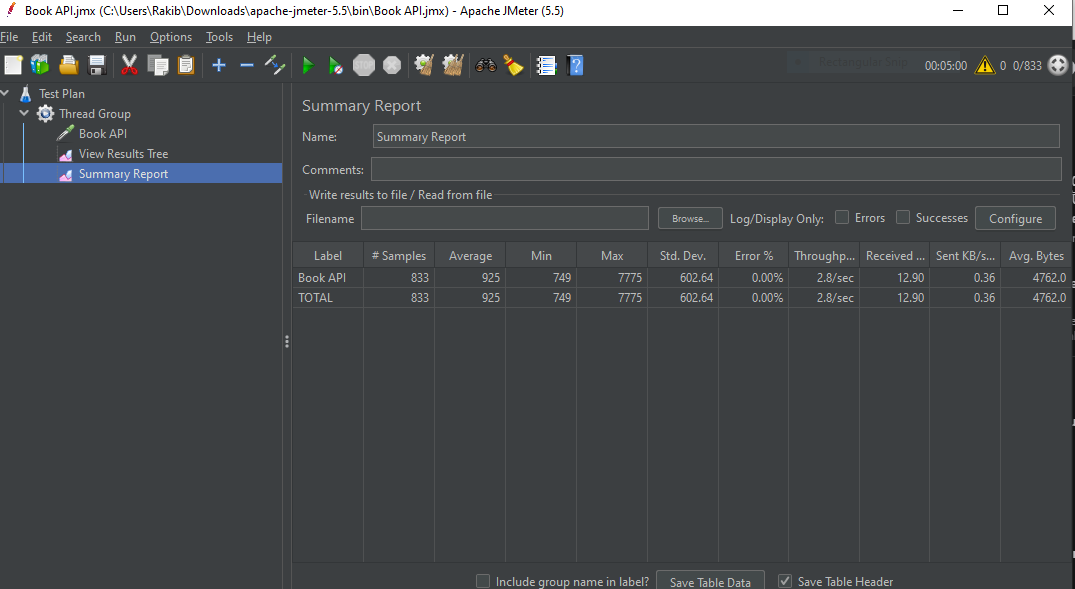 Book API.jmx (C:\Users\Rakib\Downloads\apache-jmeter-5.5\bin\Book API.jmx) - Apache JMeter (5.5)
File Edit Search Run Options Tools Help
STOP 00:05:00 0 0/833
Test Plan
Thread Group
Book API
View Results Tree
Summary Report
Summary Report
Name: Summary Report
Comments:
Write results to file / Read from file
Filename Browse... Log/Display Only: Errors Successes Configure
Label # Samples Average Min Max Std. Dev. Error % Throughp... Received ... Sent KB/s... Avg. Bytes
Book API 833 925 749 7775 602.64 0.00% 2.8/sec 12.90 0.36 4762.0
TOTAL 833 925 749 7775 602.64 0.00% 2.8/sec 12.90 0.36 4762.0
Include group name in label? Save Table Data Save Table Header